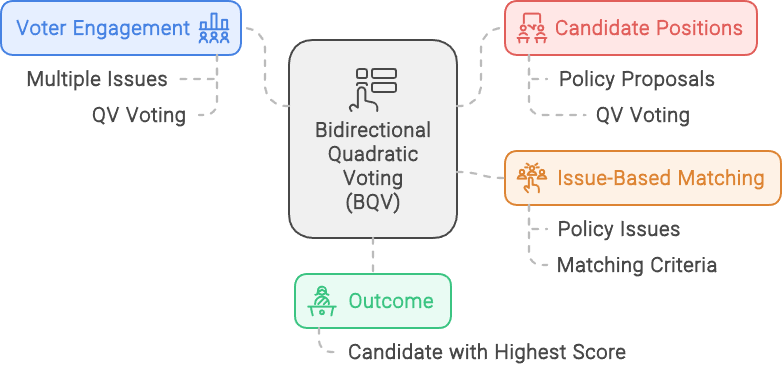 Voter Engagement
Multiple Issues
QV Voting
Bidirectional
Quadratic
Voting
(BQV)
Candidate Positions
Policy Proposals
QV Voting
Issue-Based Matching
Policy Issues
Matching Criteria
Outcome
Candidate with Highest Score